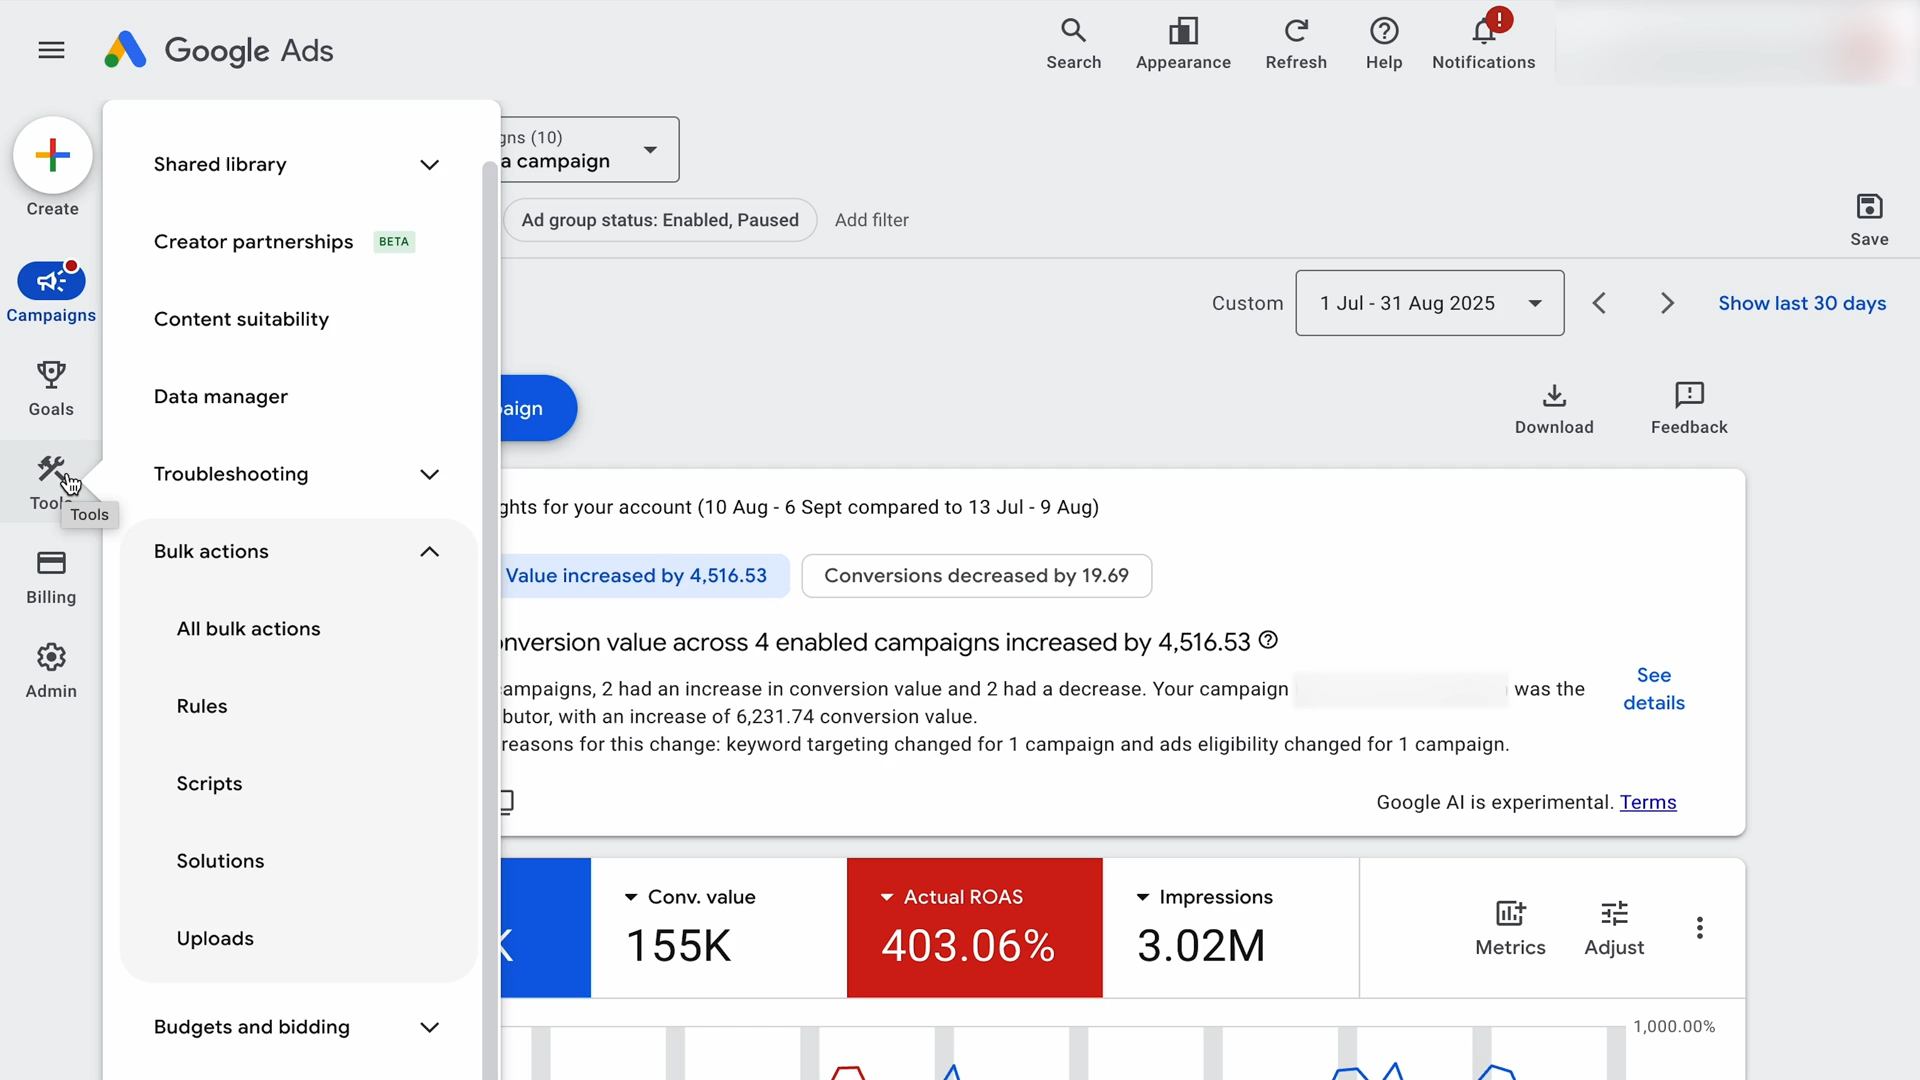 Google Ads
Search
Appearance
Refresh
Help
!
Notifications
Create
Campaigns
Goals
Tools
Billing
Admin
Shared library
Creator partnerships BETA
Content suitability
Data manager
Troubleshooting
Bulk actions
All bulk actions
Rules
Scripts
Solutions
Uploads
Budgets and bidding
(10)
a campaign
Ad group status: Enabled, Paused
Add filter
Save
Custom
1 Jul - 31 Aug 2025
Show last 30 days
Download
Feedback
for your account (10 Aug - 6 Sept compared to 13 Jul - 9 Aug)
Value increased by 4,516.53
Conversions decreased by 19.69
value across 4 enabled campaigns increased by 4,516.53
campaigns, 2 had an increase in conversion value and 2 had a decrease. Your campaign was the
with an increase of 6,231.74 conversion value.
reasons for this change: keyword targeting changed for 1 campaign and ads eligibility changed for 1 campaign.
See
details
Google AI is experimental. Terms
K
Conv. value
155K
Actual ROAS
403.06%
Impressions
3.02M
Metrics
Adjust
1,000.00%